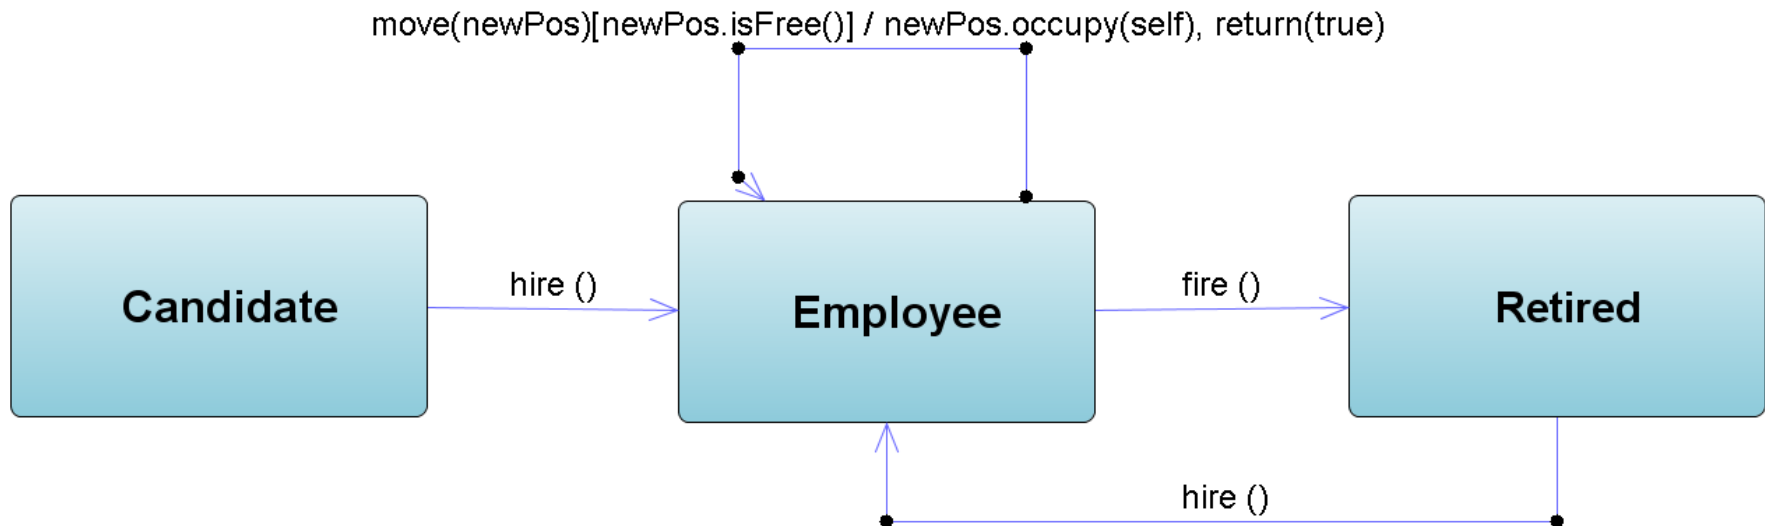 move(newPos)[newPos.isFree()] / newPos.occupy(self), return(true)
Candidate
hire ()
Employee
fire ()
Retired
hire ()